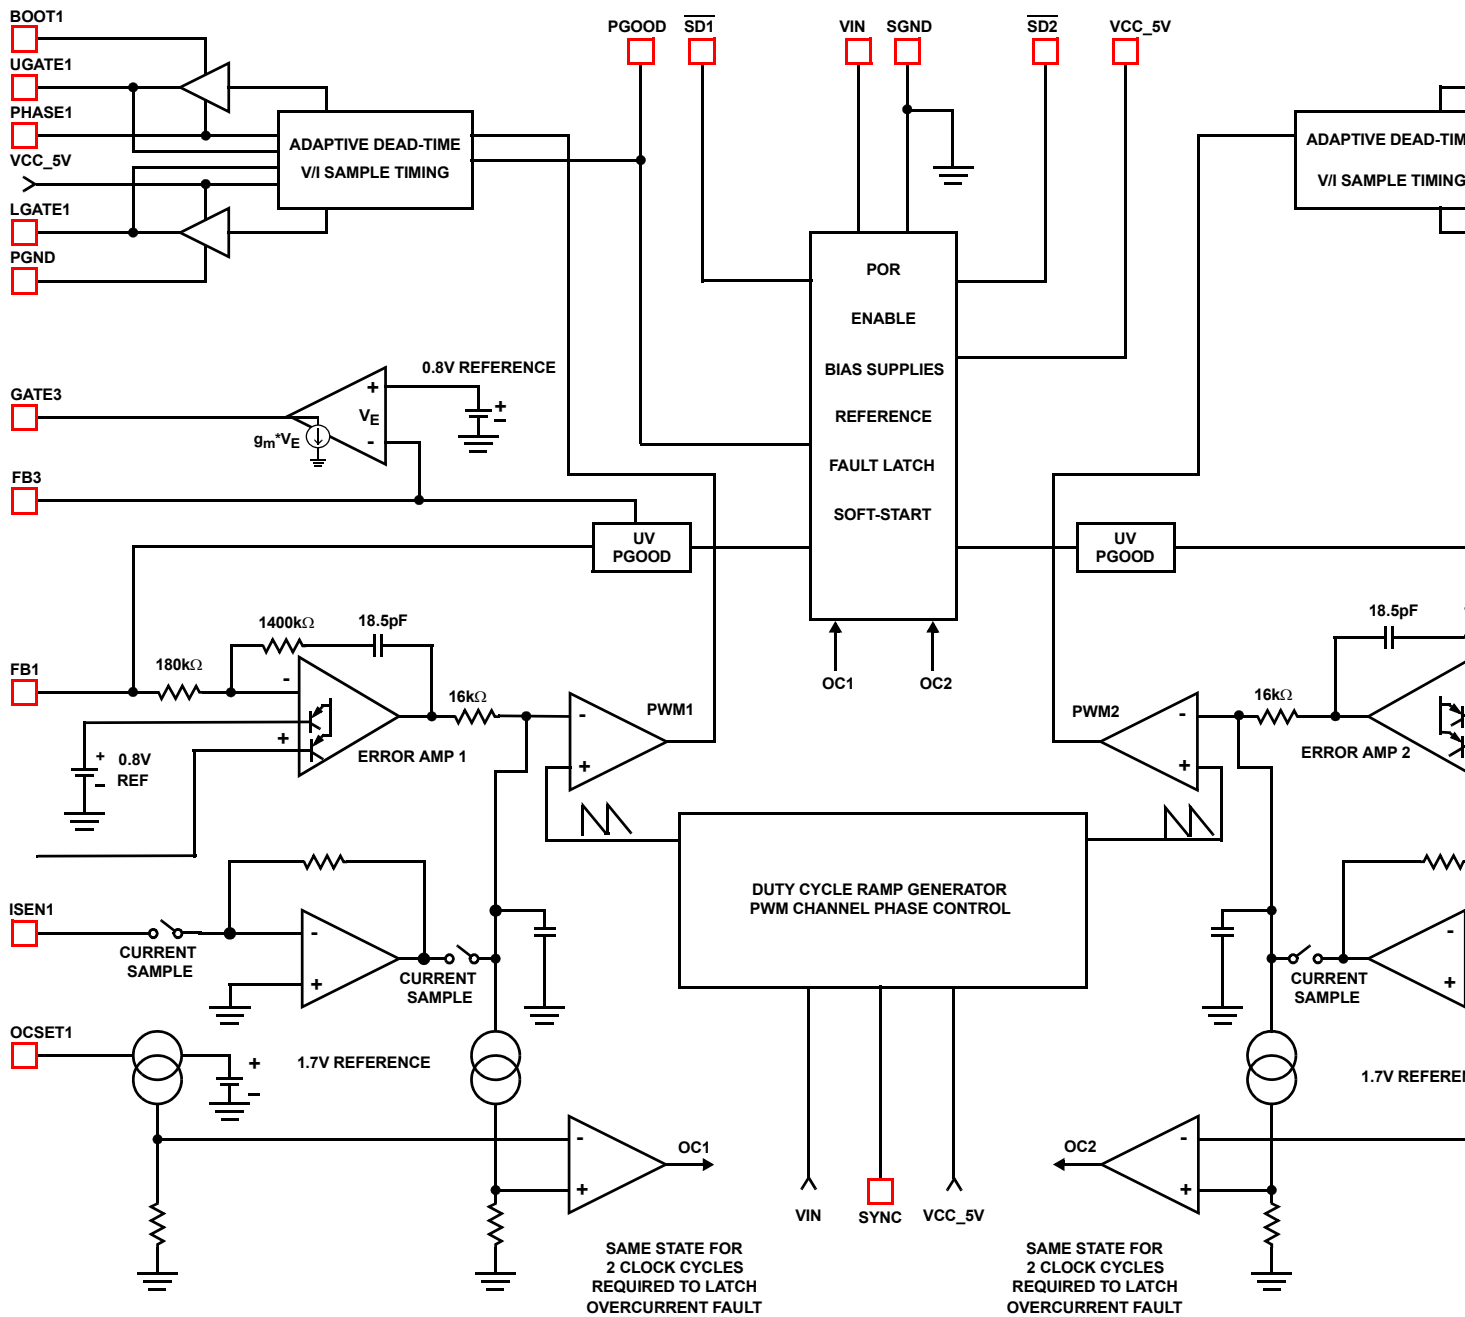 BOOT1
UGATE1
PHASE1
VCC_5V
LGATE1
PGND
ADAPTIVE DEAD-TIME
V/I SAMPLE TIMING
PGOOD
SD1
VIN
SGND
SD2
VCC_5V
ADAPTIVE DEAD-TIM
V/I SAMPLE TIMING
POR
ENABLE
BIAS SUPPLIES
REFERENCE
FAULT LATCH
SOFT-START
OC1
OC2
GATE3
0.8V REFERENCE
+
VE
-
gm*VE
+
-
FB3
UV
PGOOD
UV
PGOOD
FB1
180kΩ
1400kΩ
18.5pF
-
+
+
-
0.8V
REF
ERROR AMP 1
16kΩ
-
+
PWM1
PWM2
-
+
16kΩ
18.5pF
ERROR AMP 2
DUTY CYCLE RAMP GENERATOR
PWM CHANNEL PHASE CONTROL
ISEN1
CURRENT
SAMPLE
-
+
CURRENT
SAMPLE
CURRENT
SAMPLE
-
+
OCSET1
+
-
1.7V REFERENCE
1.7V REFEREN
-
+
OC1
OC2
-
+
VIN
SYNC
VCC_5V
SAME STATE FOR
2 CLOCK CYCLES
REQUIRED TO LATCH
OVERCURRENT FAULT
SAME STATE FOR
2 CLOCK CYCLES
REQUIRED TO LATCH
OVERCURRENT FAULT